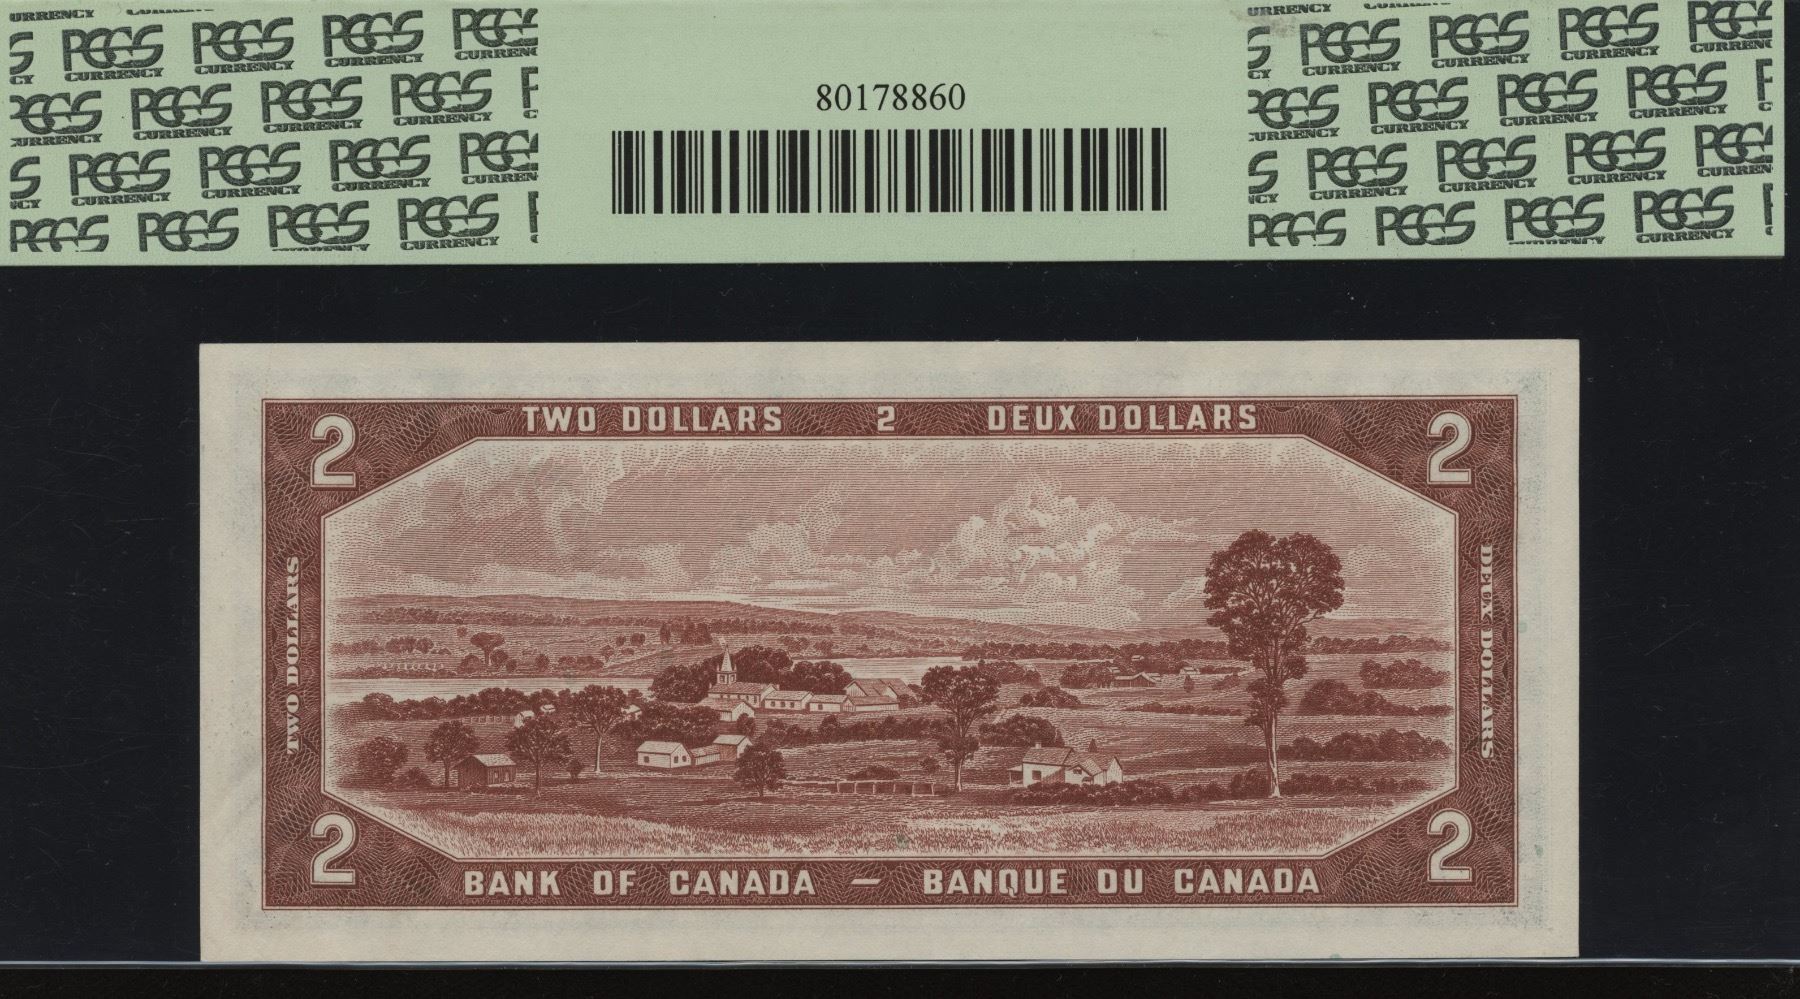 PCGS CURRENCY
80178860
TWO DOLLARS 2 DEUX DOLLARS
2 2
TWO DOLLARS
DEUX DOLLARS
2 2
BANK OF CANADA — BANQUE DU CANADA